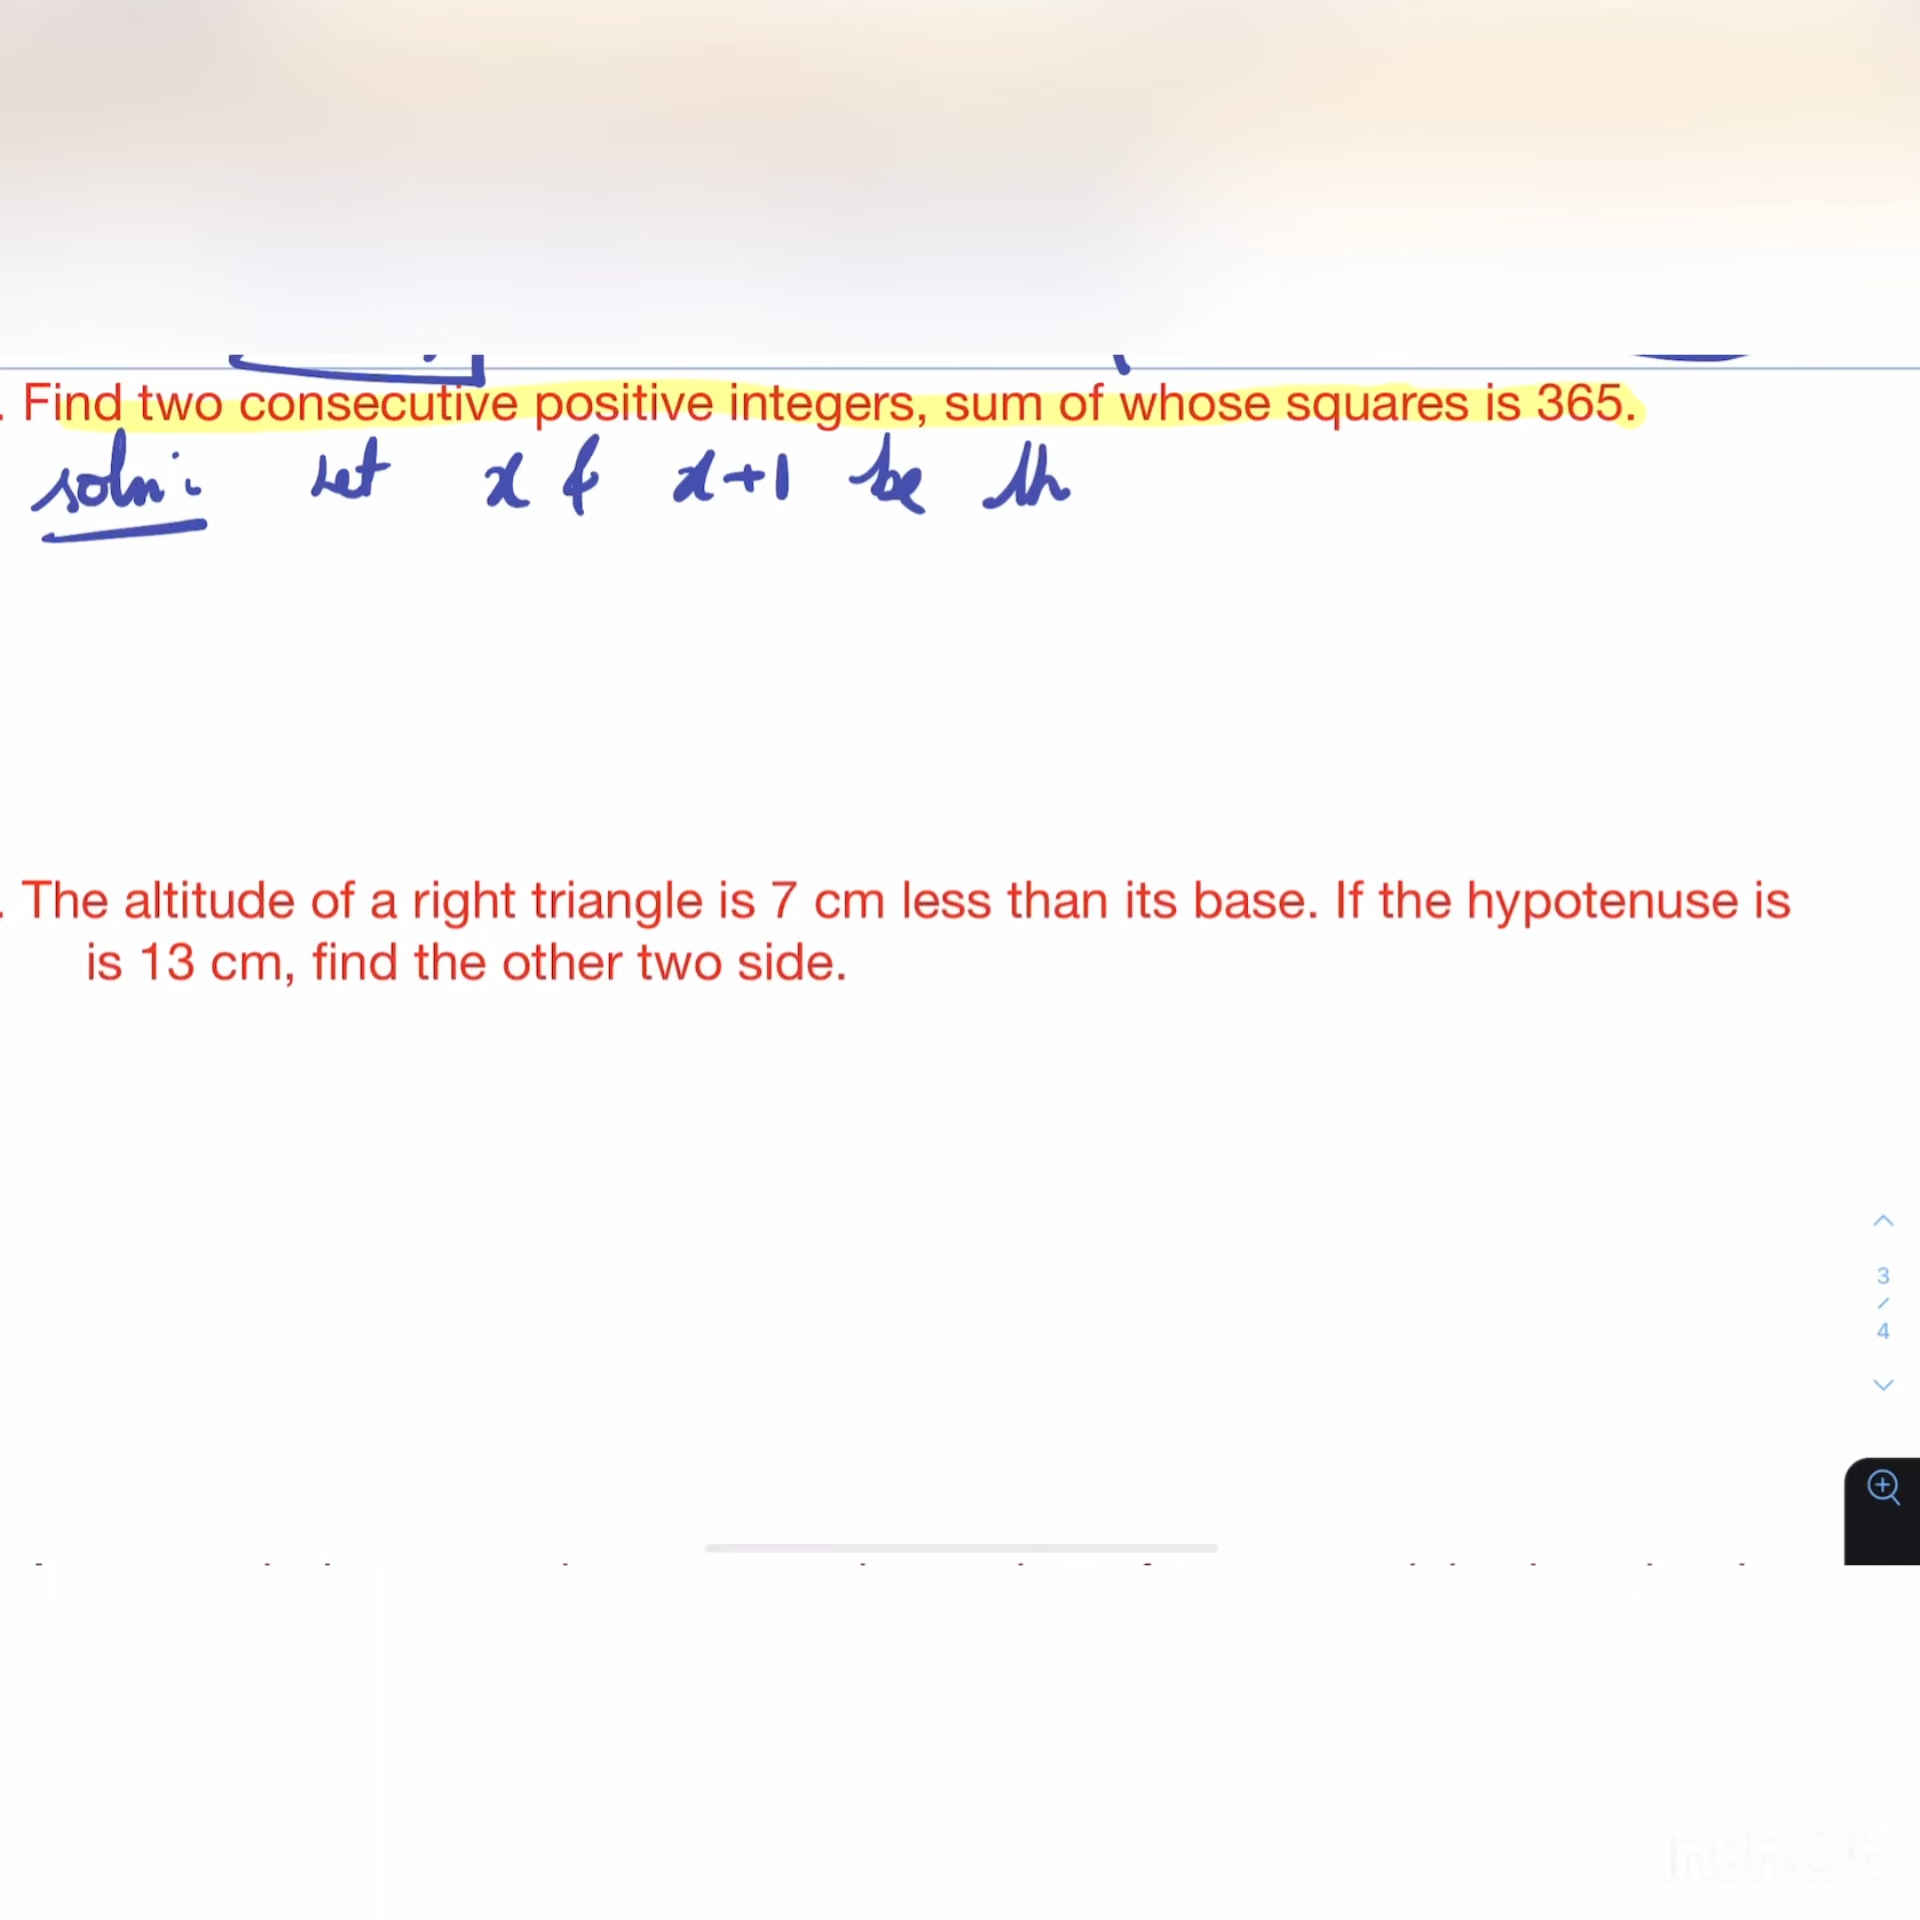 . Find two consecutive positive integers, sum of whose squares is 365.
soln: Let x & x+1 be th
. The altitude of a right triangle is 7 cm less than its base. If the hypotenuse is
is 13 cm, find the other two side.
3
/
4
InShOt